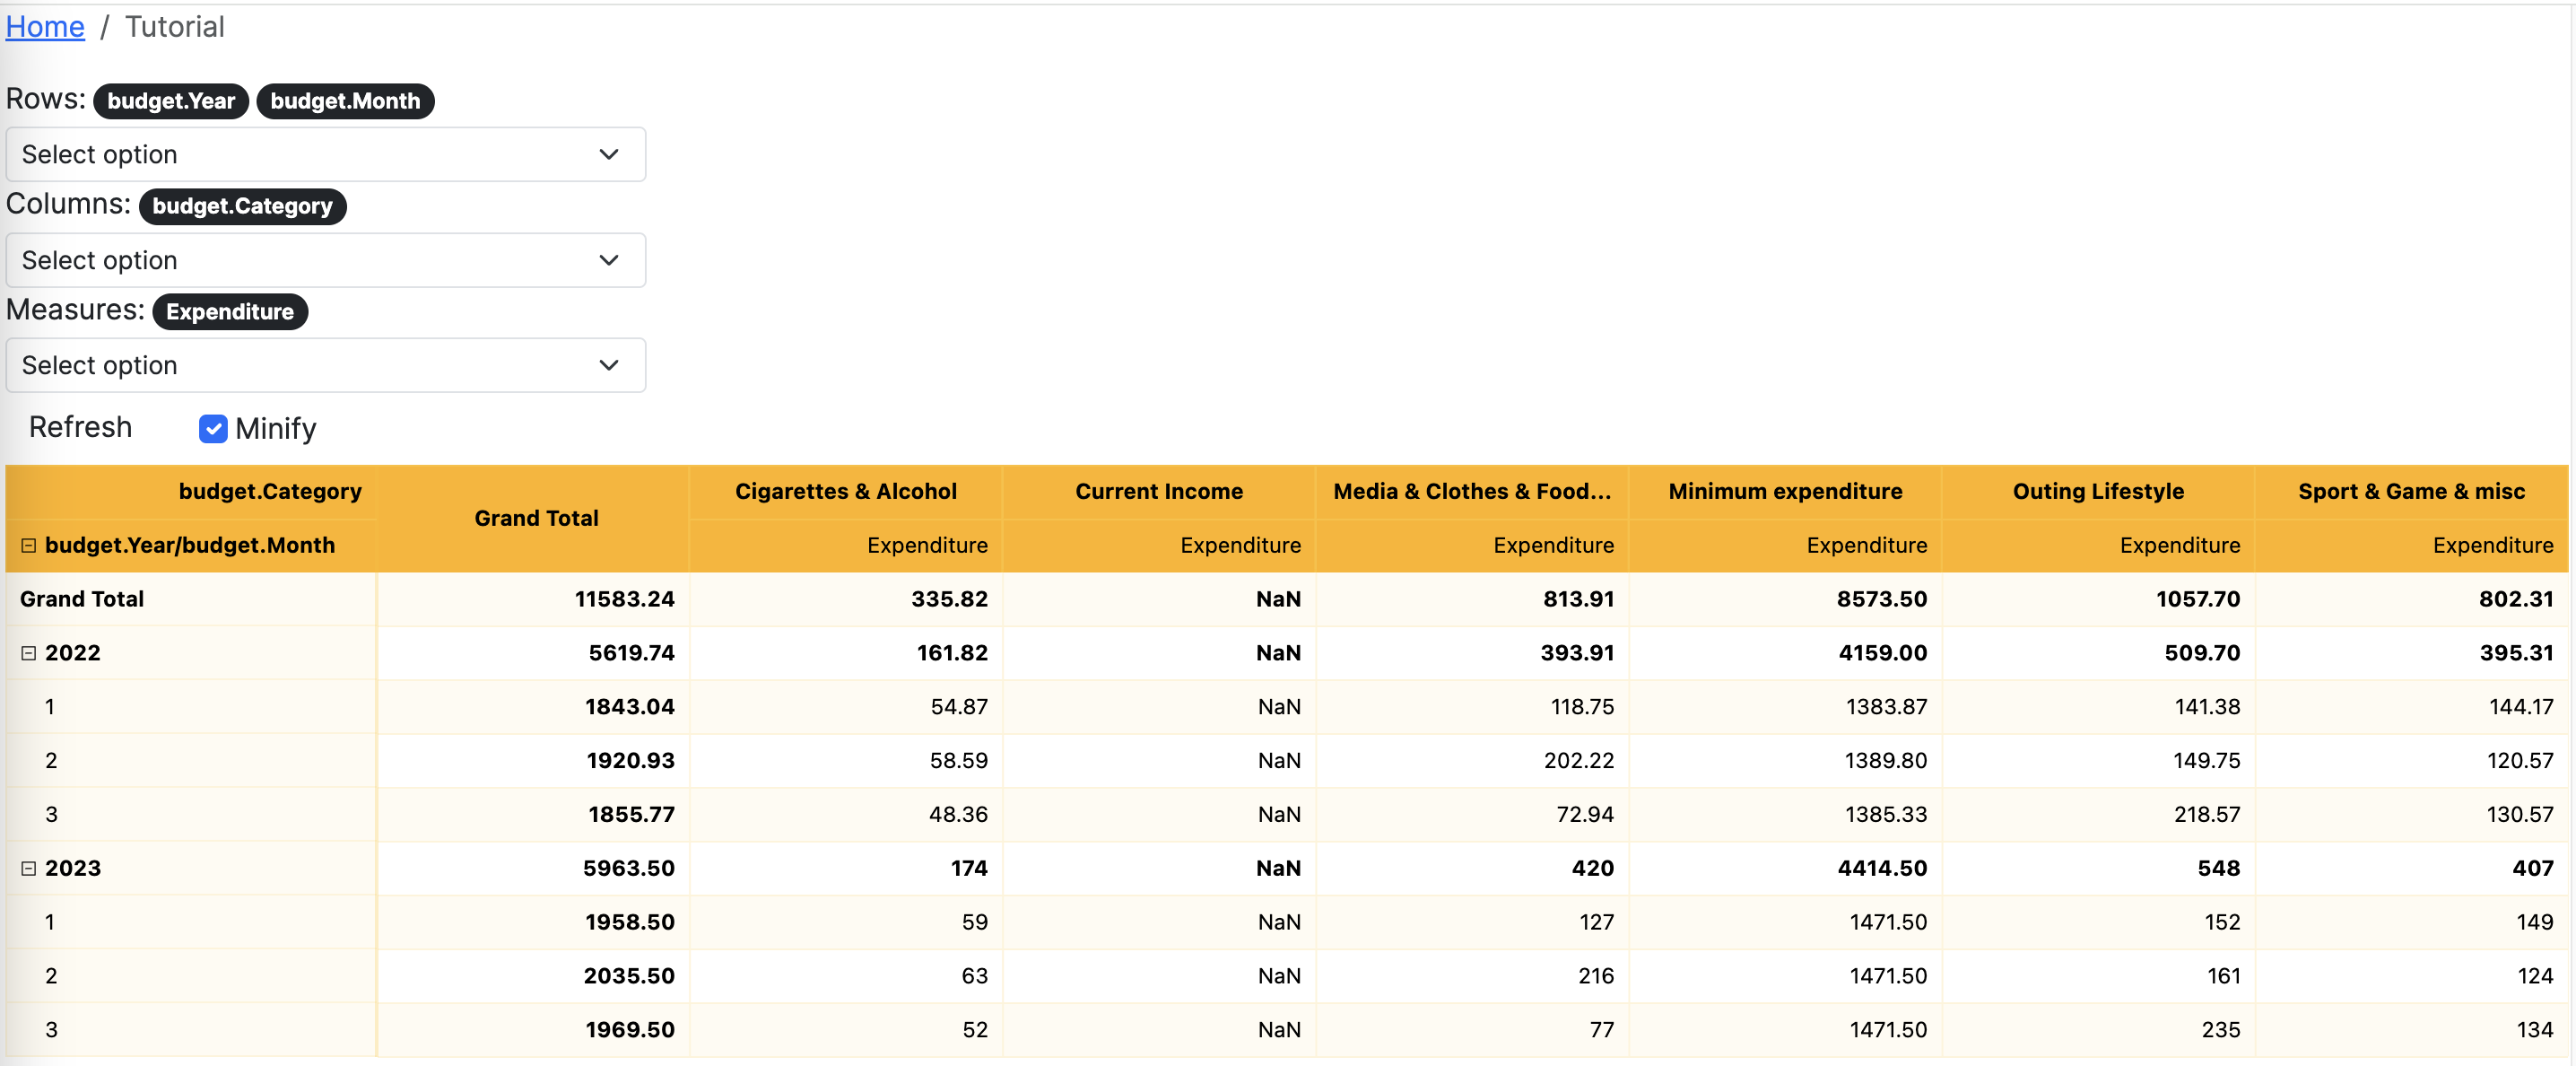 Home / Tutorial
Rows: budget.Year budget.Month
Select option
Columns: budget.Category
Select option
Measures: Expenditure
Select option
Refresh Minify
budget.Category Grand Total Cigarettes & Alcohol Current Income Media & Clothes & Food... Minimum expenditure Outing Lifestyle Sport & Game & misc
budget.Year/budget.Month Expenditure Expenditure Expenditure Expenditure Expenditure Expenditure
Grand Total 11583.24 335.82 NaN 813.91 8573.50 1057.70 802.31
2022 5619.74 161.82 NaN 393.91 4159.00 509.70 395.31
1 1843.04 54.87 NaN 118.75 1383.87 141.38 144.17
2 1920.93 58.59 NaN 202.22 1389.80 149.75 120.57
3 1855.77 48.36 NaN 72.94 1385.33 218.57 130.57
2023 5963.50 174 NaN 420 4414.50 548 407
1 1958.50 59 NaN 127 1471.50 152 149
2 2035.50 63 NaN 216 1471.50 161 124
3 1969.50 52 NaN 77 1471.50 235 134